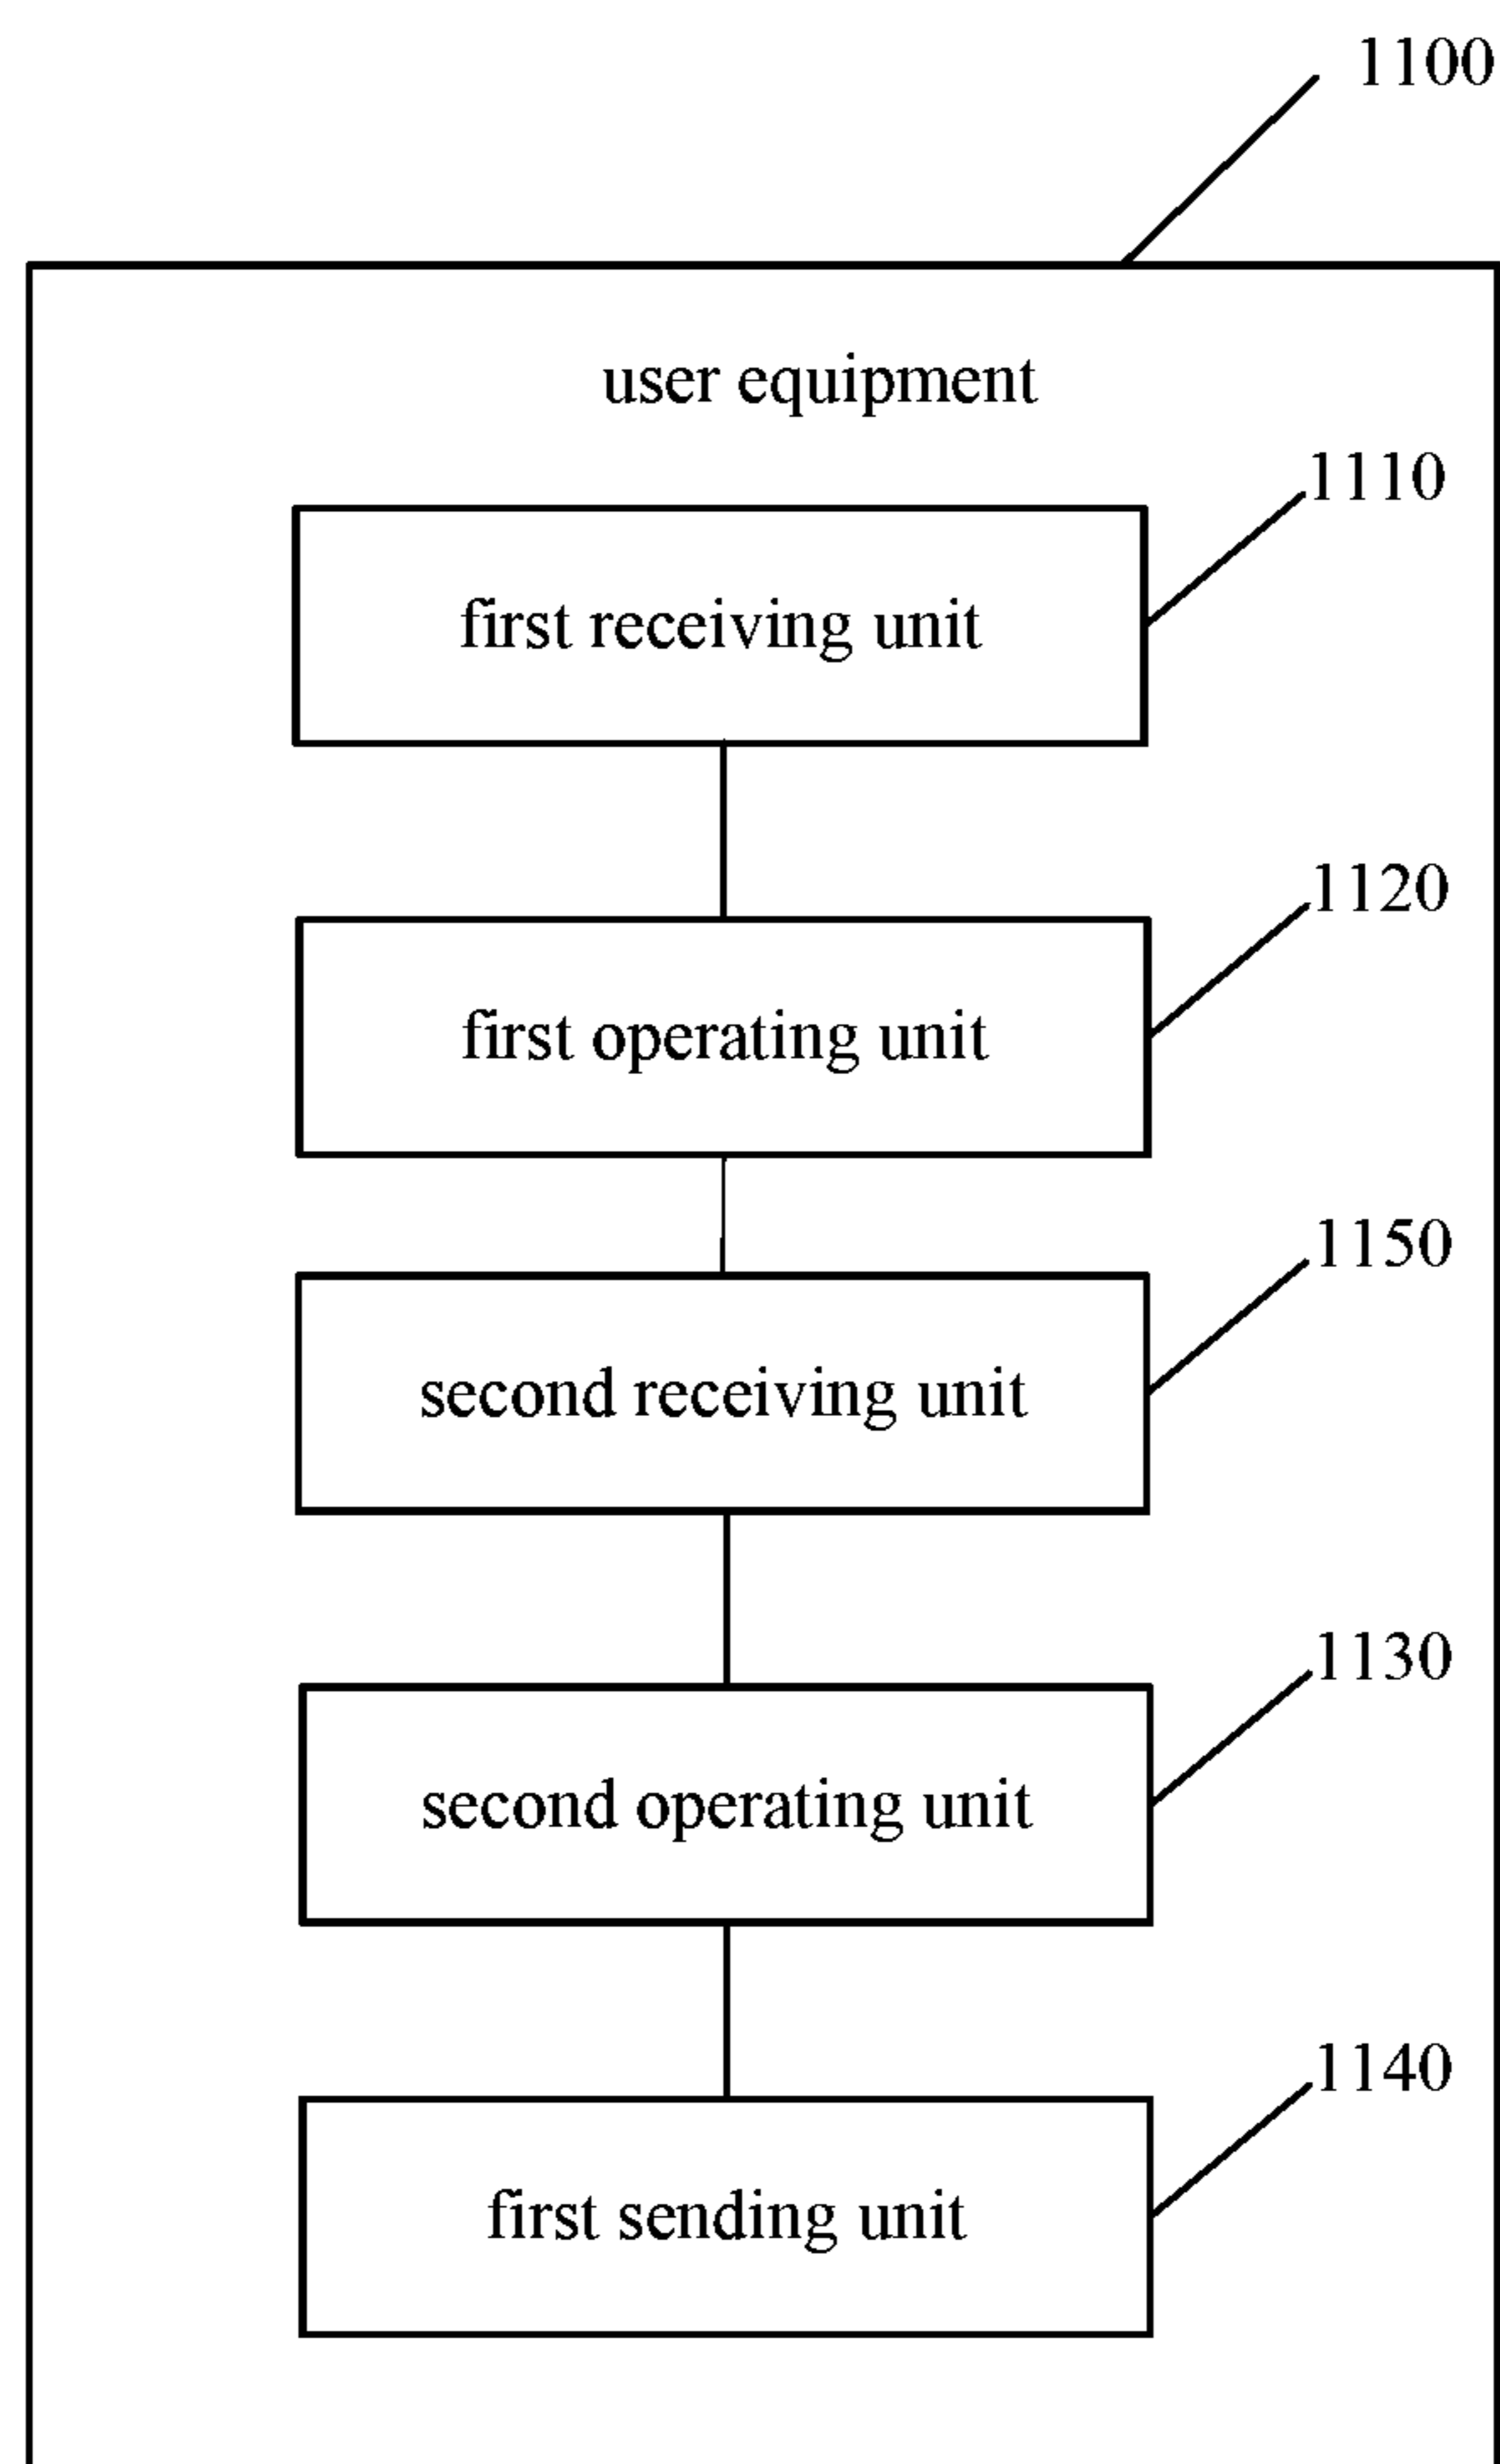 1100
user equipment
1110
first receiving unit
1120
first operating unit
1150
second receiving unit
1130
second operating unit
1140
first sending unit